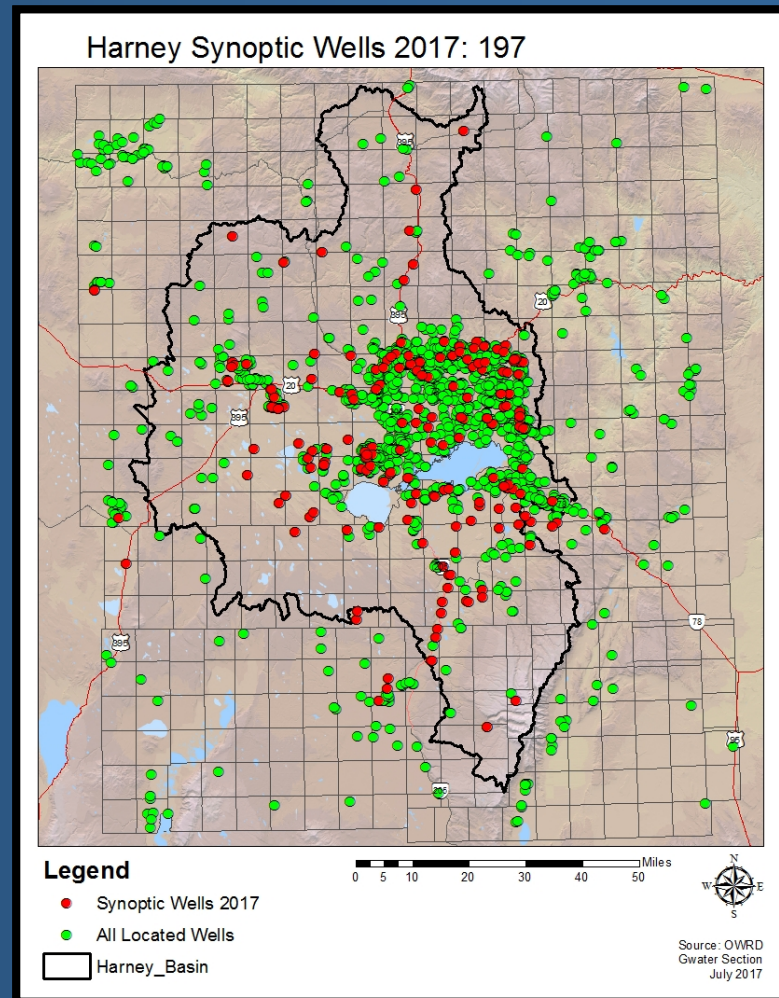 Harney Synoptic Wells 2017: 197
395
20
395
20
395
78
395
95
205
Legend
Synoptic Wells 2017
All Located Wells
Harney_Basin
Miles
0 5 10 20 30 40 50
N
W E
S
Source: OWRD
Gwater Section
July 2017